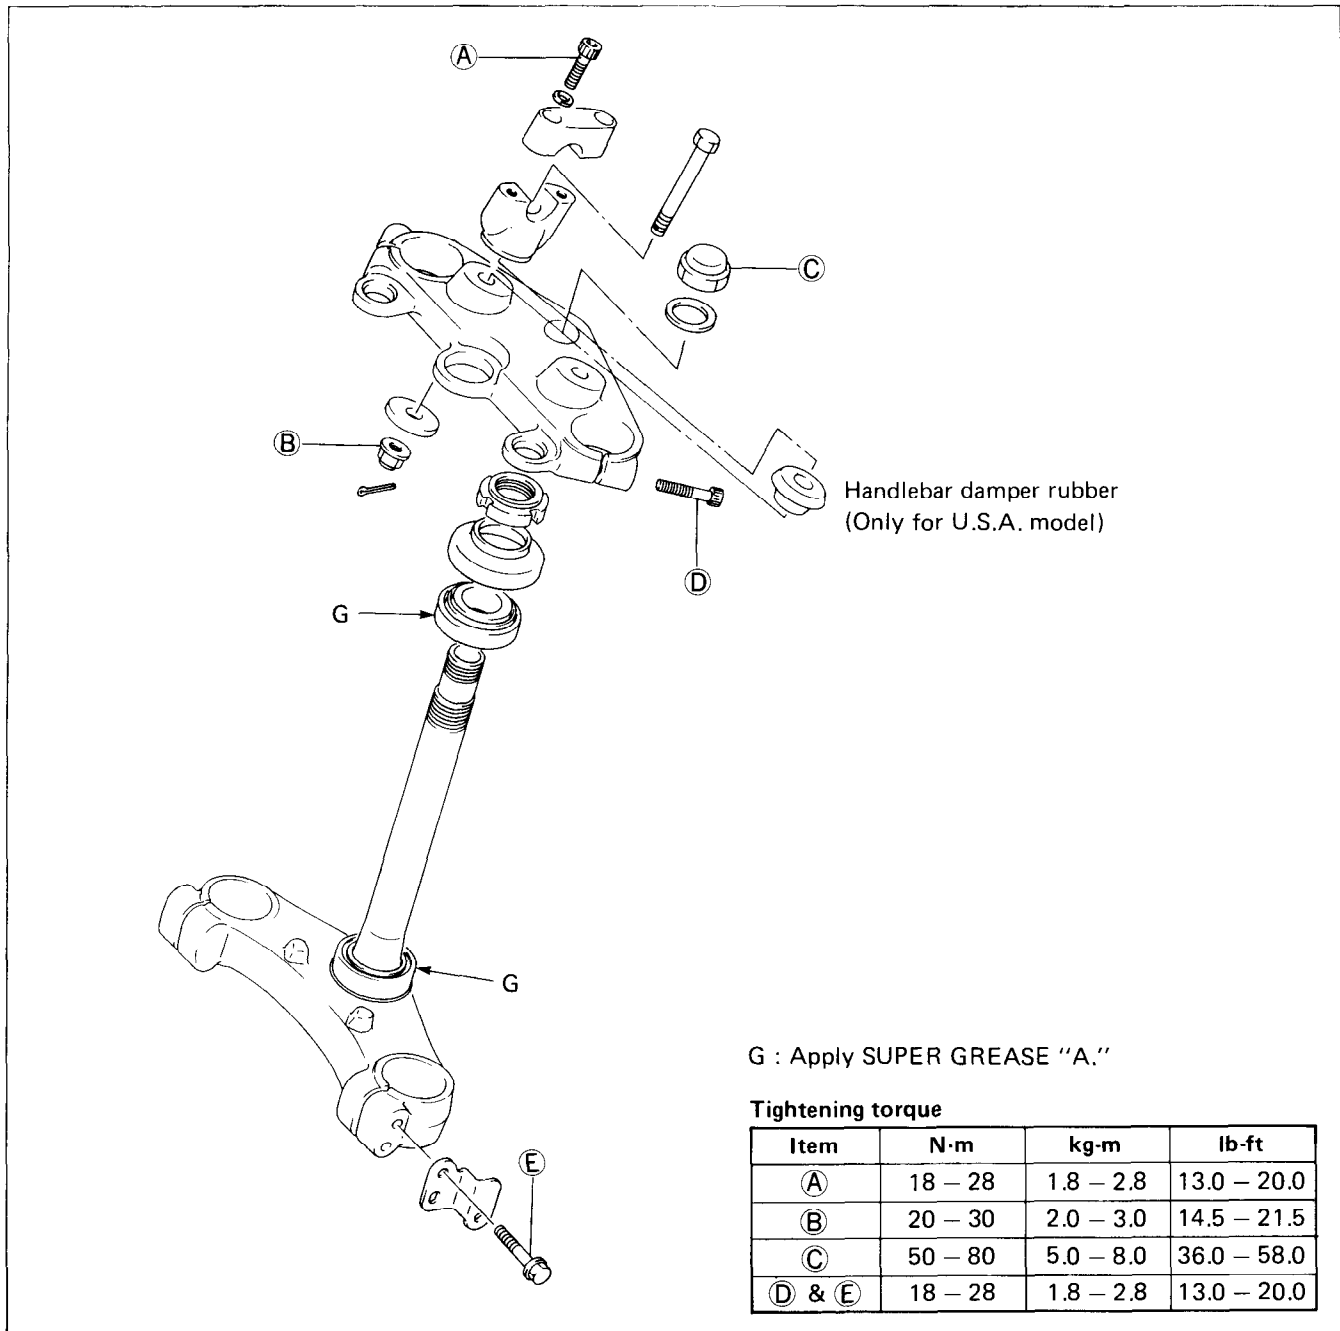 Ⓐ
Ⓒ
Ⓑ
Handlebar damper rubber
(Only for U.S.A. model)
Ⓓ
G
G
G : Apply SUPER GREASE "A."
Tightening torque
Item N·m kg-m lb-ft
Ⓐ 18 – 28 1.8 – 2.8 13.0 – 20.0
Ⓑ 20 – 30 2.0 – 3.0 14.5 – 21.5
Ⓒ 50 – 80 5.0 – 8.0 36.0 – 58.0
Ⓓ & Ⓔ 18 – 28 1.8 – 2.8 13.0 – 20.0
Ⓔ